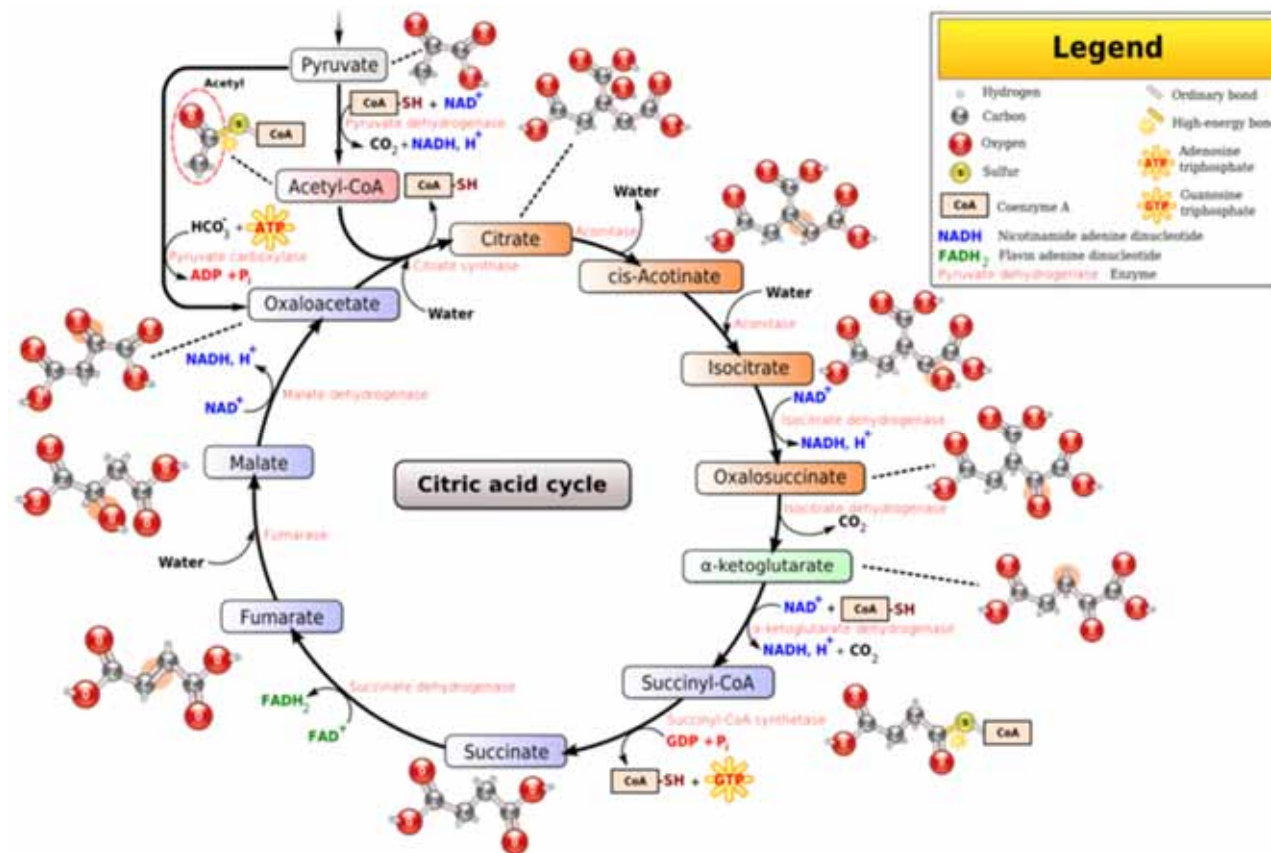 Pyruvate
Acetyl
CoA
CoA -SH + NAD+
Pyruvate dehydrogenase
CO2 + NADH, H+
Acetyl-CoA
CoA -SH
HCO3- + ATP
Pyruvate carboxylase
ADP + Pi
Oxaloacetate
Citrate synthase
Water
Citrate
Water
Aconitase
cis-Acotinate
Water
Aconitase
Isocitrate
NAD+
Isocitrate dehydrogenase
NADH, H+
Oxalosuccinate
Isocitrate dehydrogenase
CO2
α-ketoglutarate
NAD+ + CoA -SH
α-ketoglutarate dehydrogenase
NADH, H+ + CO2
Succinyl-CoA
S CoA
Succinyl-CoA synthetase
GDP + Pi
CoA -SH + GTP
Succinate
Succinate dehydrogenase
FADH2
FAD+
Fumarate
Fumarase
Water
Malate
Malate dehydrogenase
NADH, H+
NAD+
Citric acid cycle
Legend
Hydrogen
Carbon
Oxygen
S Sulfur
CoA Coenzyme A
Ordinary bond
High-energy bond
ATP Adenosine
triphosphate
GTP Guanosine
triphosphate
NADH Nicotinamide adenine dinucleotide
FADH2 Flavin adenine dinucleotide
Pyruvate dehydrogenase Enzyme